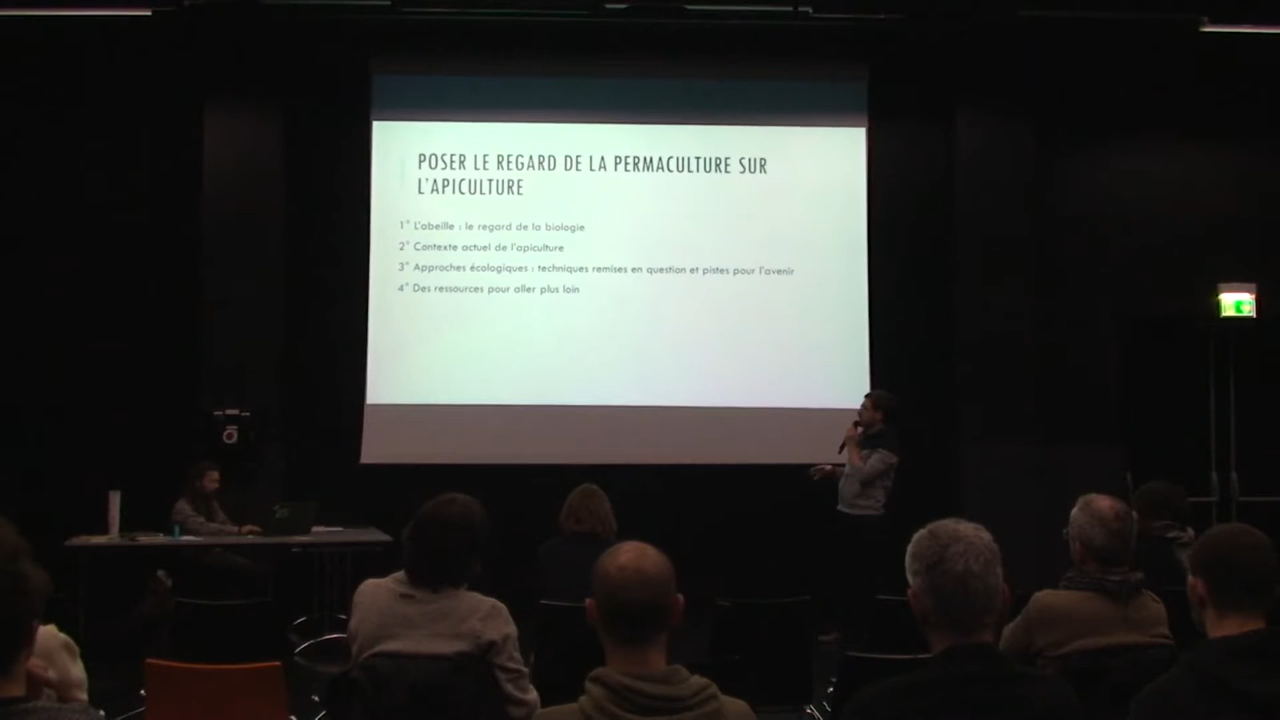 POSER LE REGARD DE LA PERMACULTURE SUR
L'APICULTURE
1° L'abeille : le regard de la biologie
2° Contexte actuel de l'apiculture
3° Approches écologiques : techniques remises en question et pistes pour l'avenir
4° Des ressources pour aller plus loin